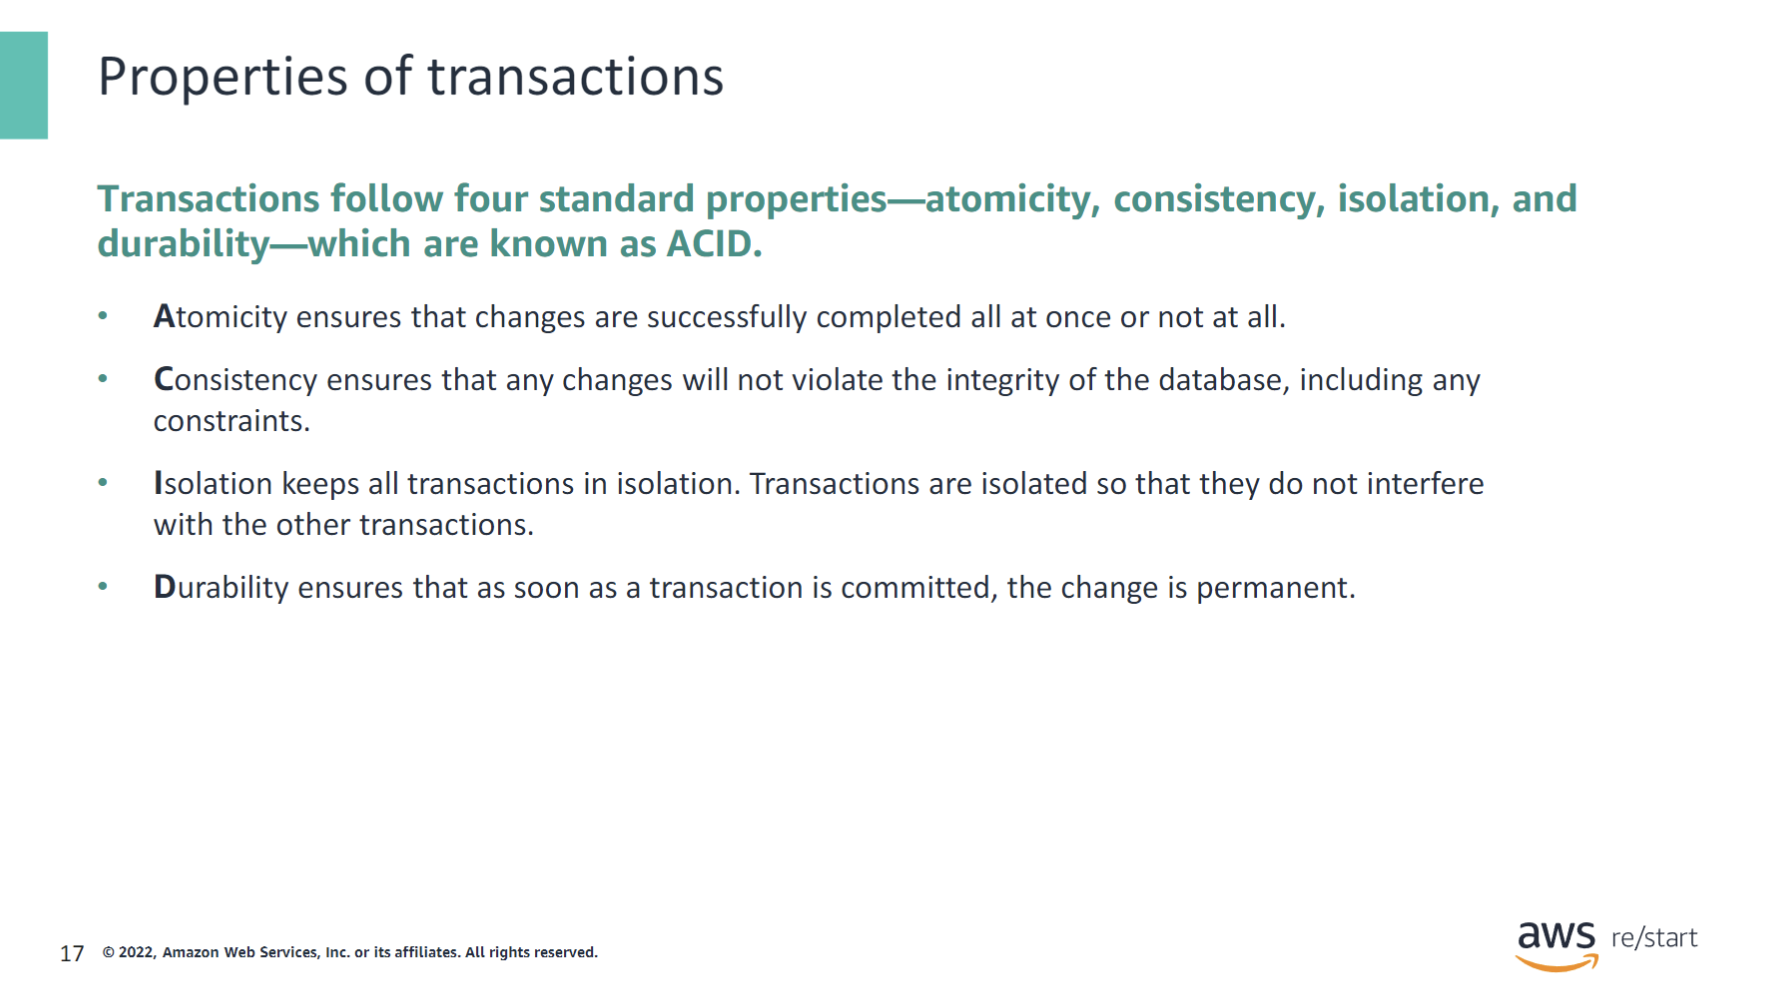 Properties of transactions
Transactions follow four standard properties—atomicity, consistency, isolation, and
durability—which are known as ACID.
• Atomicity ensures that changes are successfully completed all at once or not at all.
• Consistency ensures that any changes will not violate the integrity of the database, including any
constraints.
• Isolation keeps all transactions in isolation. Transactions are isolated so that they do not interfere
with the other transactions.
• Durability ensures that as soon as a transaction is committed, the change is permanent.
17 © 2022, Amazon Web Services, Inc. or its affiliates. All rights reserved.
aws re/start